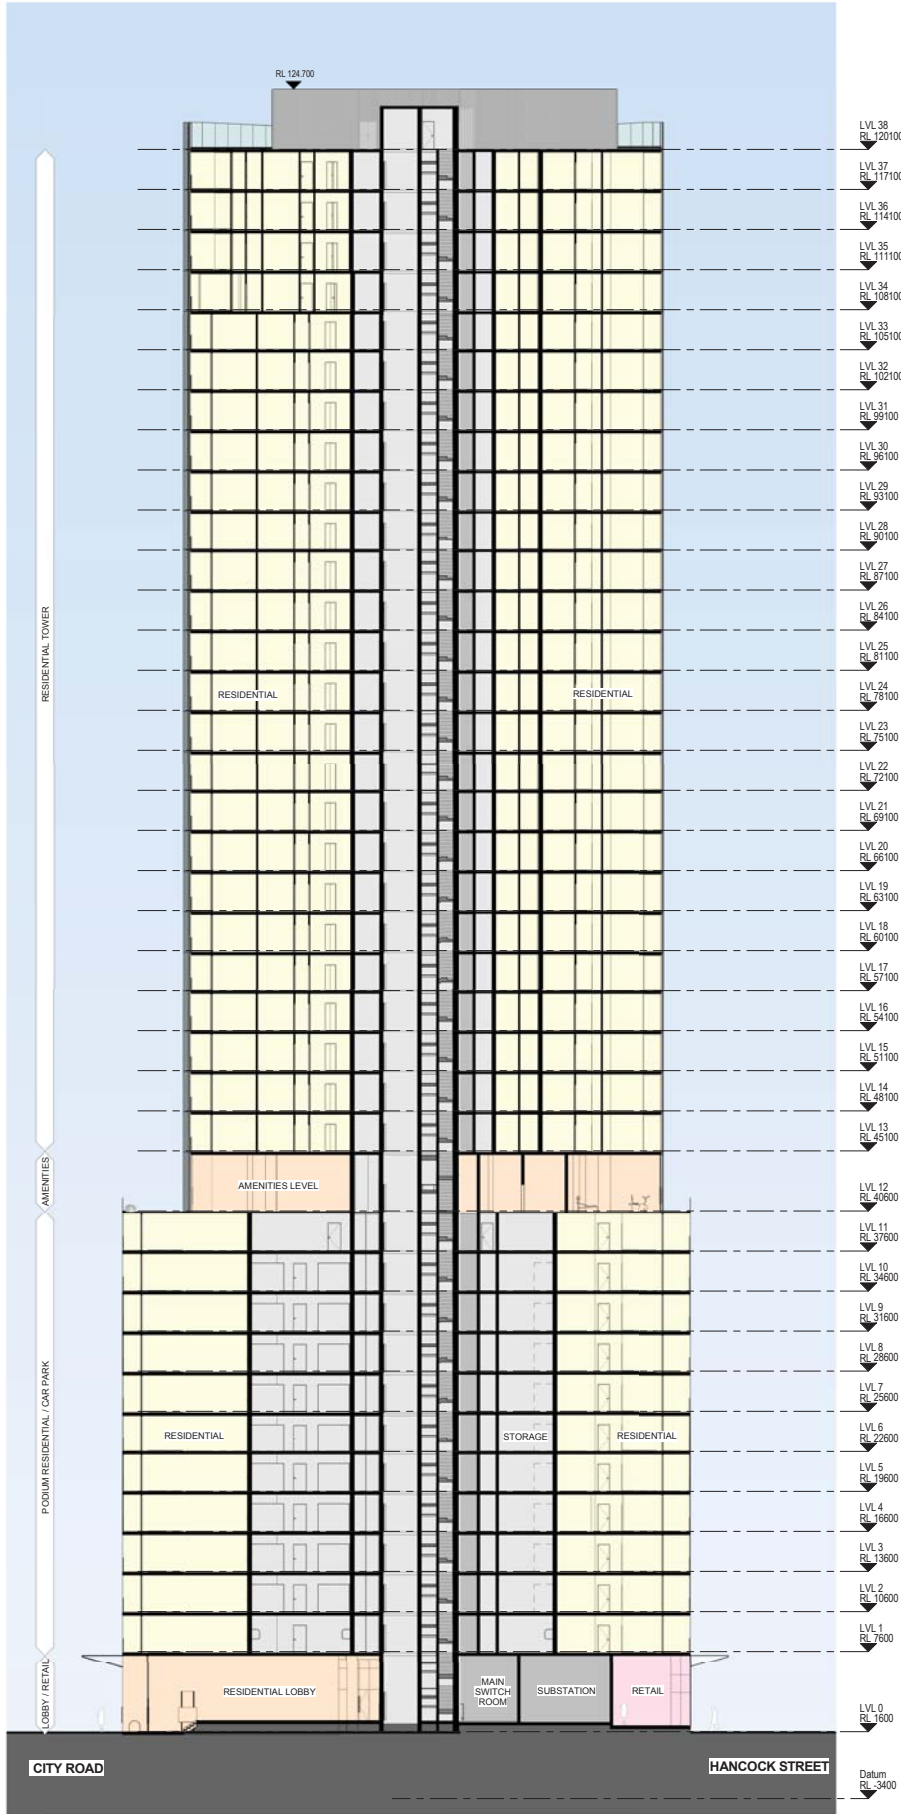 RL 124.700
LVL 38
RL 120100
LVL 37
RL 117100
LVL 36
RL 114100
LVL 35
RL 111100
LVL 34
RL 108100
LVL 33
RL 105100
LVL 32
RL 102100
LVL 31
RL 99100
LVL 30
RL 96100
LVL 29
RL 93100
LVL 28
RL 90100
LVL 27
RL 87100
LVL 26
RL 84100
LVL 25
RL 81100
LVL 24
RL 78100
LVL 23
RL 75100
LVL 22
RL 72100
LVL 21
RL 69100
LVL 20
RL 66100
LVL 19
RL 63100
LVL 18
RL 60100
LVL 17
RL 57100
LVL 16
RL 54100
LVL 15
RL 51100
LVL 14
RL 48100
LVL 13
RL 45100
LVL 12
RL 40600
LVL 11
RL 37600
LVL 10
RL 34600
LVL 9
RL 31600
LVL 8
RL 28600
LVL 7
RL 25600
LVL 6
RL 22600
LVL 5
RL 19600
LVL 4
RL 16600
LVL 3
RL 13600
LVL 2
RL 10600
LVL 1
RL 7600
LVL 0
RL 1600
Datum
RL -3400
RESIDENTIAL TOWER
AMENITIES
PODIUM RESIDENTIAL / CAR PARK
LOBBY / RETAIL
RESIDENTIAL
RESIDENTIAL
AMENITIES LEVEL
RESIDENTIAL
STORAGE
RESIDENTIAL
RESIDENTIAL LOBBY
MAIN
SWITCH
ROOM
SUBSTATION
RETAIL
CITY ROAD
HANCOCK STREET